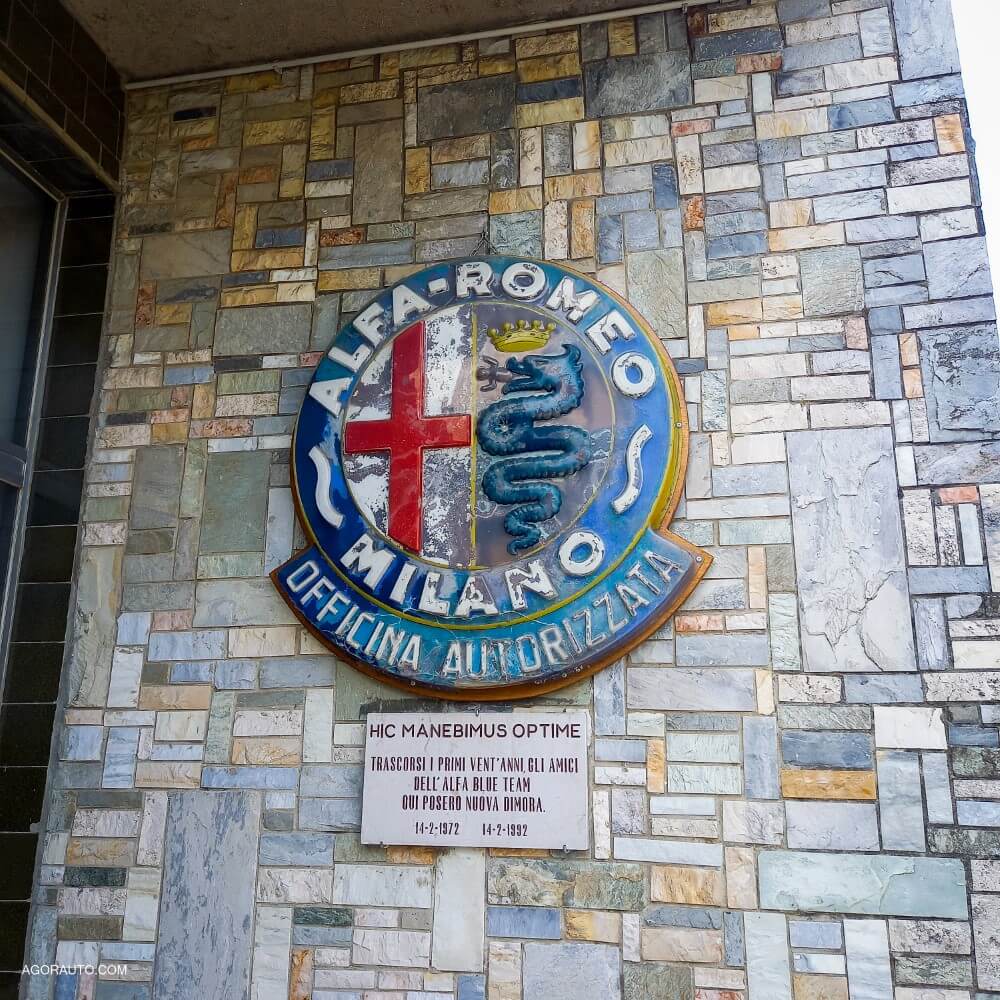 ALFA-ROMEO
MILANO
OFFICINA AUTORIZZATA
HIC MANEBIMUS OPTIME
TRASCORSI I PRIMI VENT'ANNI, GLI AMICI
DELL'ALFA BLUE TEAM
QUI POSERO NUOVA DIMORA.
14-2-1972 14-2-1992
AGORAUTO.COM